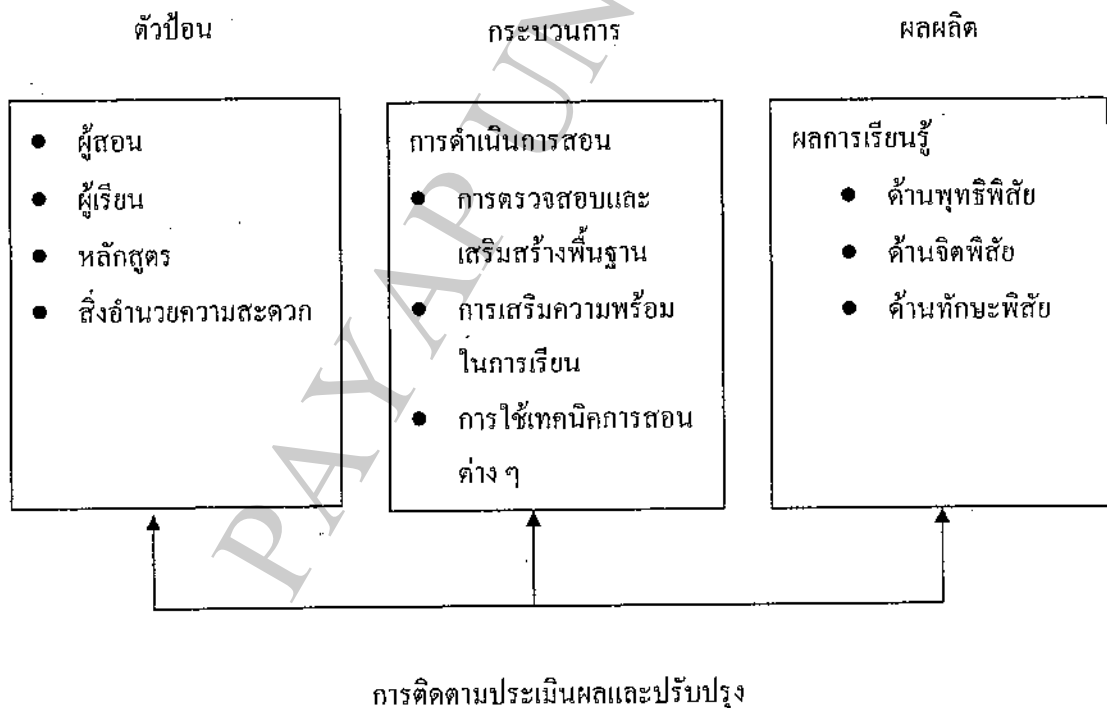 ตัวป้อน
กระบวนการ
ผลผลิต
● ผู้สอน
● ผู้เรียน
● หลักสูตร
● สิ่งอำนวยความสะดวก
การดำเนินการสอน
● การตรวจสอบและ
เสริมสร้างพื้นฐาน
● การเสริมความพร้อม
ในการเรียน
● การใช้เทคนิคการสอน
ต่าง ๆ
ผลการเรียนรู้
● ด้านพุทธิพิสัย
● ด้านจิตพิสัย
● ด้านทักษะพิสัย
การติดตามประเมินผลและปรับปรุง
PAYAP UN